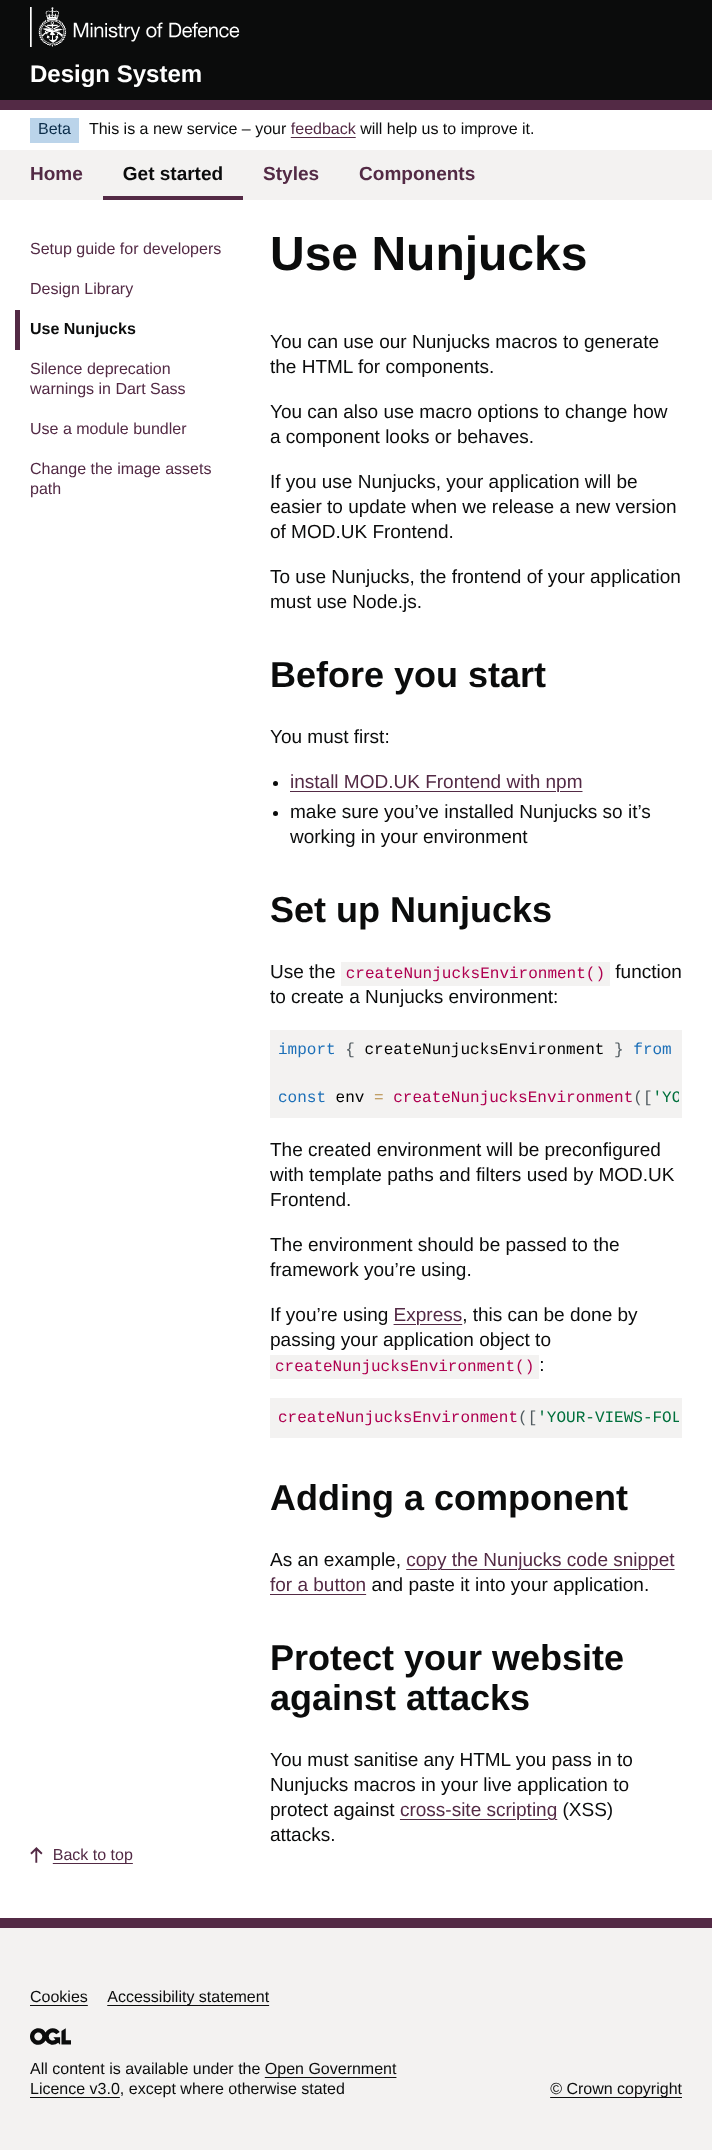 Ministry of Defence
Design System
Beta This is a new service – your feedback will help us to improve it.
Home Get started Styles Components
Setup guide for developers
Design Library
Use Nunjucks
Silence deprecation
warnings in Dart Sass
Use a module bundler
Change the image assets
path
Use Nunjucks
You can use our Nunjucks macros to generate
the HTML for components.
You can also use macro options to change how
a component looks or behaves.
If you use Nunjucks, your application will be
easier to update when we release a new version
of MOD.UK Frontend.
To use Nunjucks, the frontend of your application
must use Node.js.
Before you start
You must first:
• install MOD.UK Frontend with npm
• make sure you’ve installed Nunjucks so it’s
working in your environment
Set up Nunjucks
Use the createNunjucksEnvironment() function
to create a Nunjucks environment:
import { createNunjucksEnvironment } from
const env = createNunjucksEnvironment(['YO
The created environment will be preconfigured
with template paths and filters used by MOD.UK
Frontend.
The environment should be passed to the
framework you’re using.
If you’re using Express, this can be done by
passing your application object to
createNunjucksEnvironment():
createNunjucksEnvironment(['YOUR-VIEWS-FOL
Adding a component
As an example, copy the Nunjucks code snippet
for a button and paste it into your application.
Protect your website
against attacks
You must sanitise any HTML you pass in to
Nunjucks macros in your live application to
protect against cross-site scripting (XSS)
attacks.
↑ Back to top
Cookies Accessibility statement
OGL
All content is available under the Open Government
Licence v3.0, except where otherwise stated
© Crown copyright